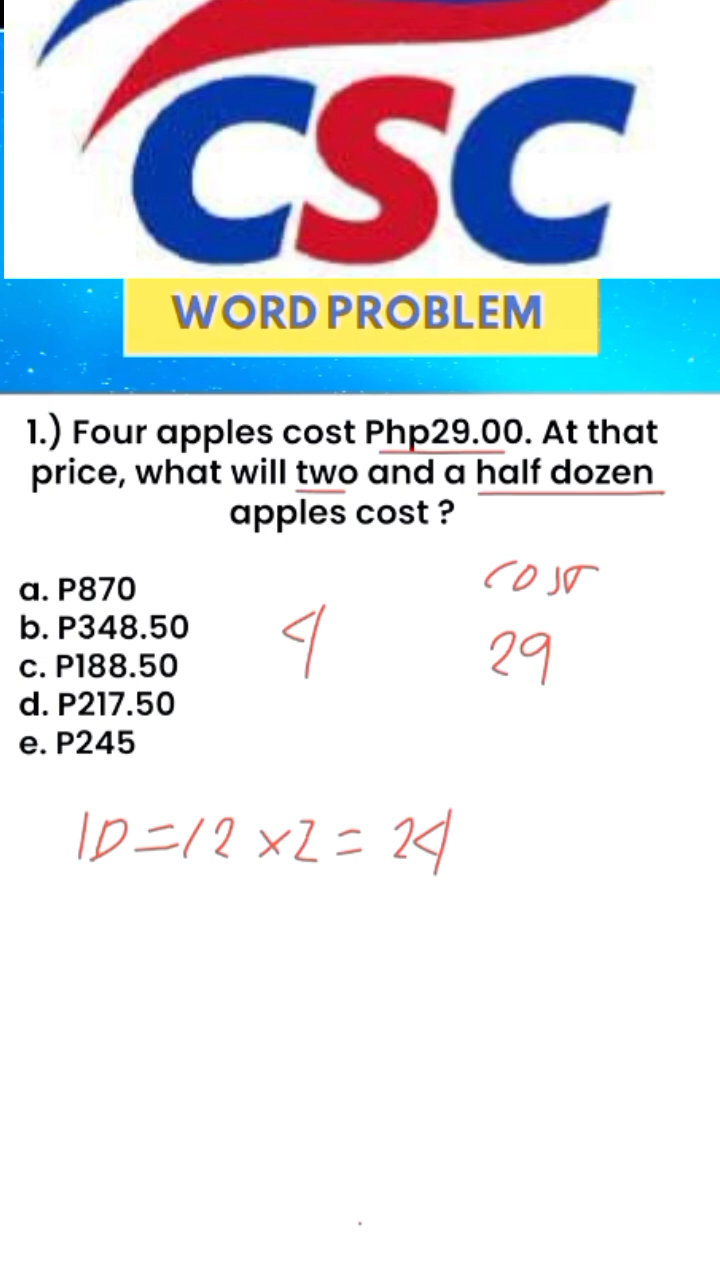 CSC
WORD PROBLEM
1.) Four apples cost Php29.00. At that
price, what will two and a half dozen
apples cost ?
a. P870
b. P348.50
c. P188.50
d. P217.50
e. P245
cost
4 29
1D = 12 x 2 = 24